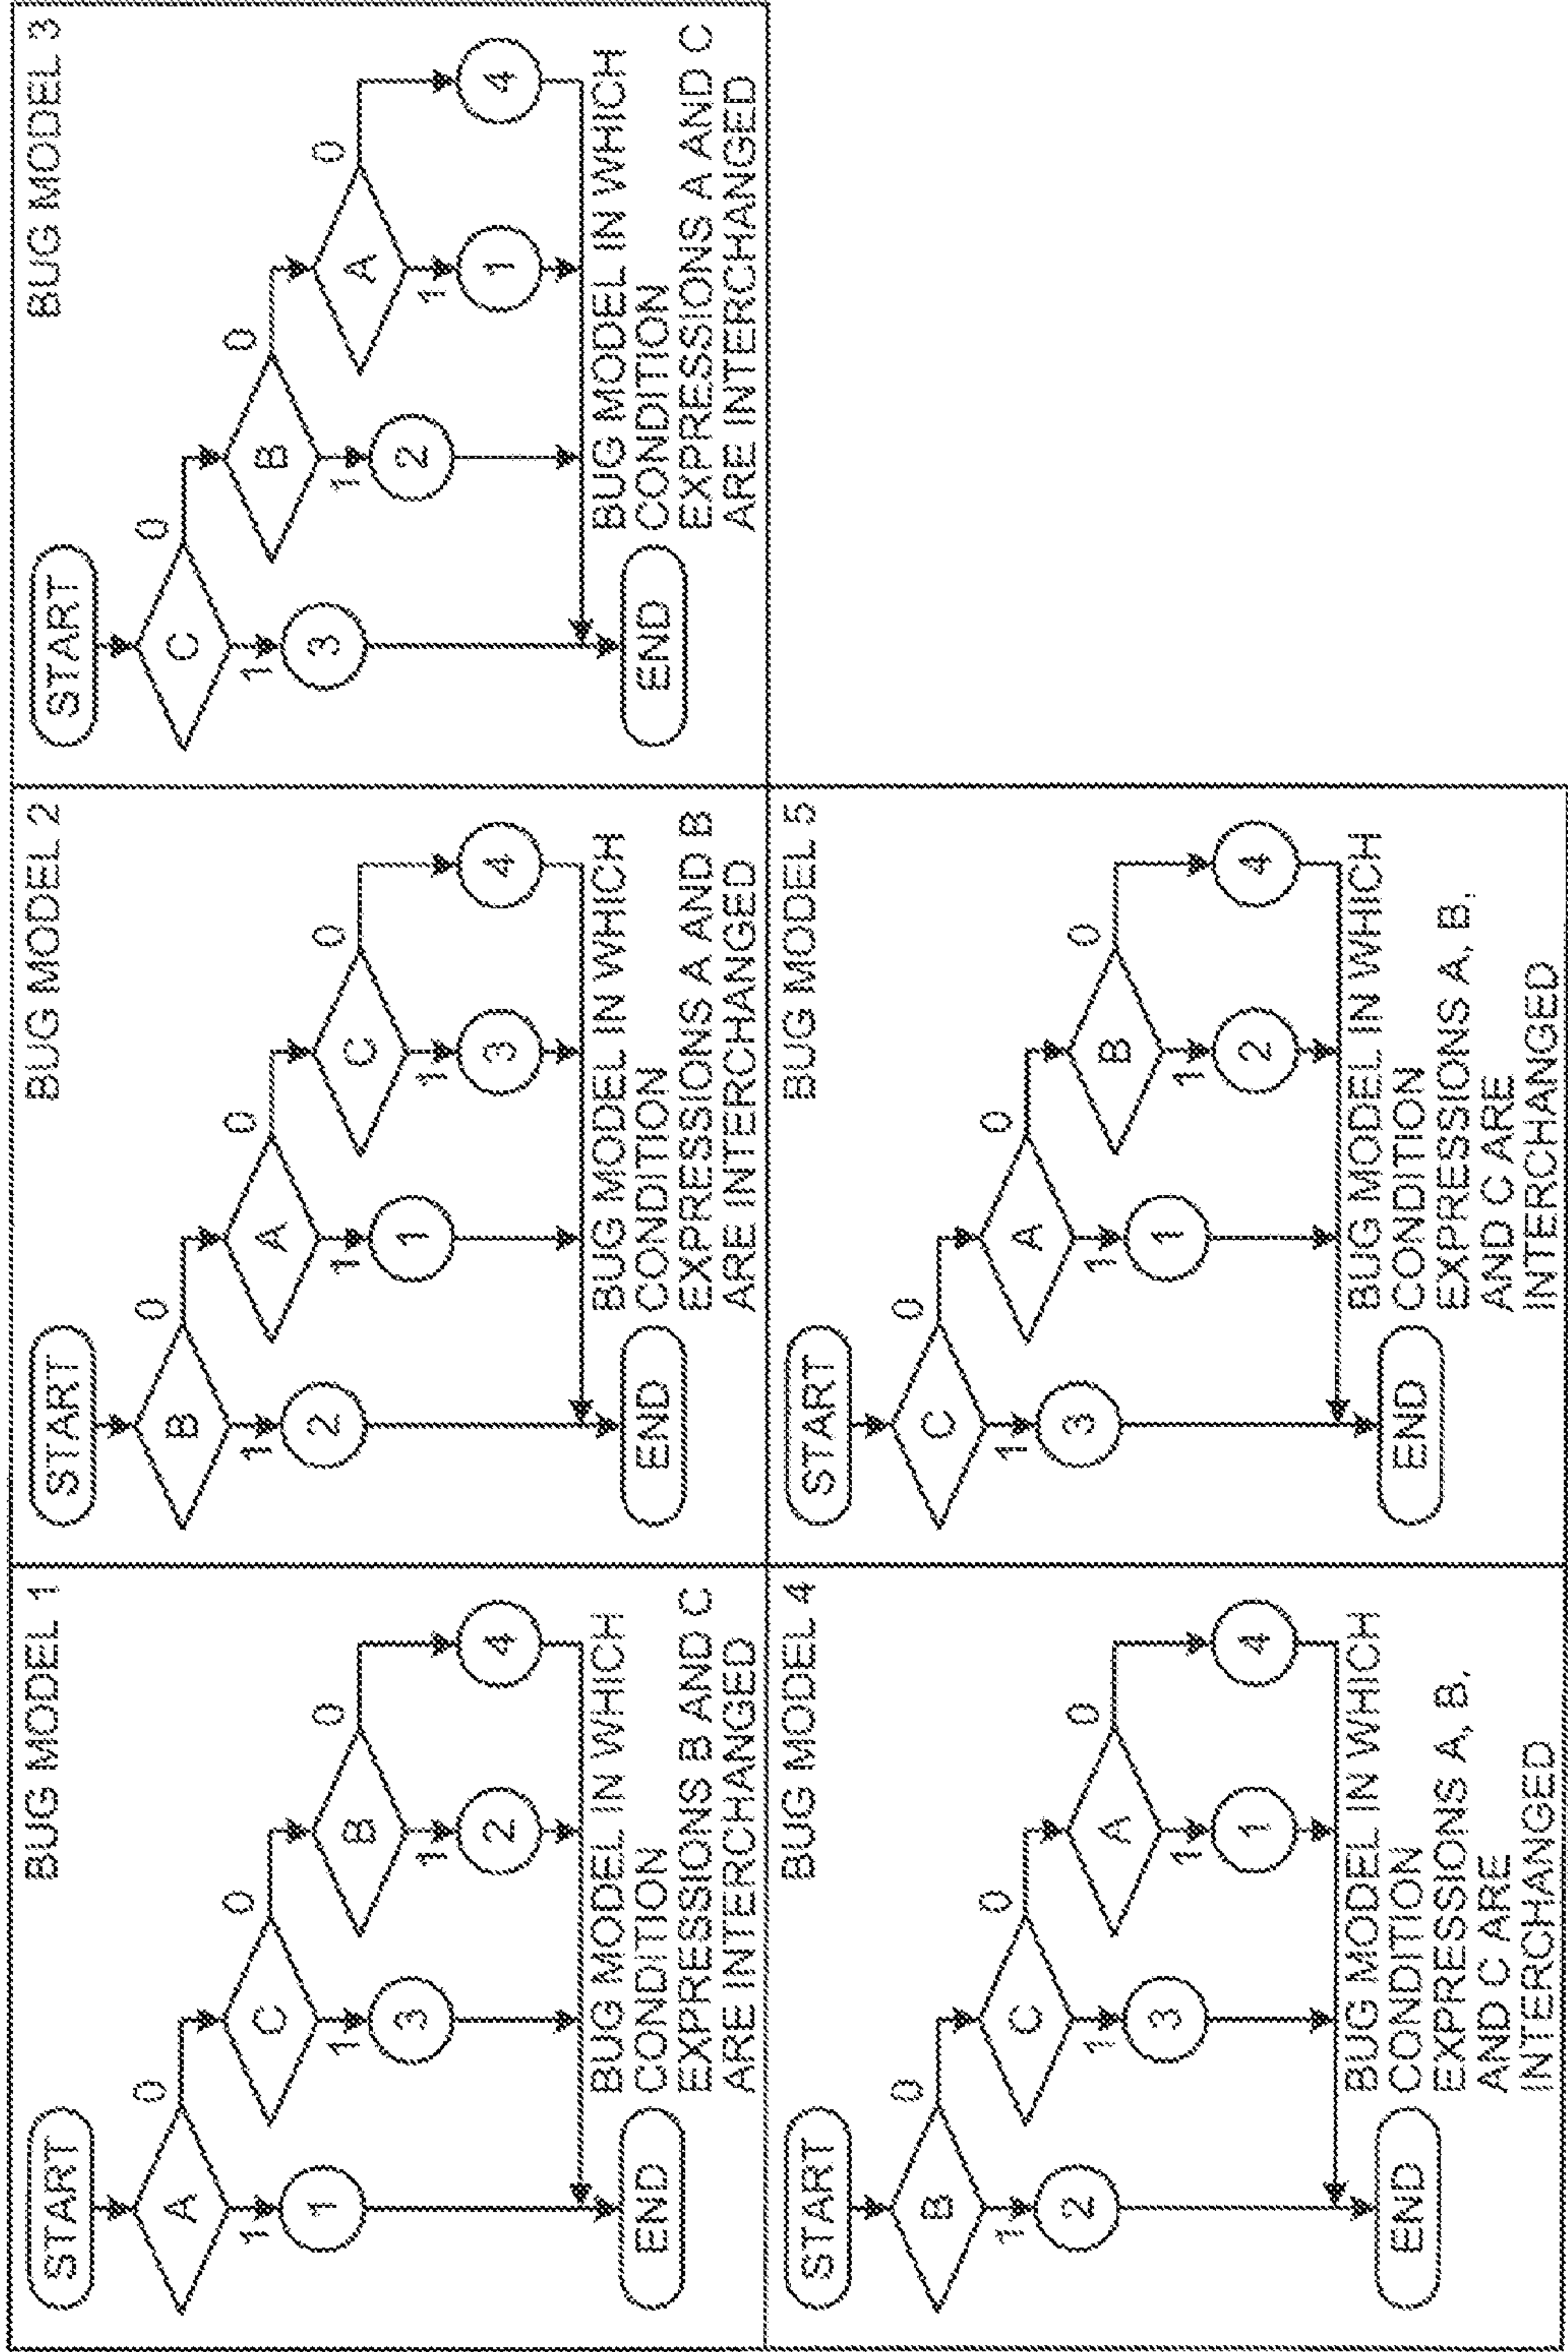 BUG MODEL 1
START
A
0
1
1
C
0
1
3
B
0
1
2
4
END
BUG MODEL IN WHICH
CONDITION
EXPRESSIONS B AND C
ARE INTERCHANGED
BUG MODEL 2
START
B
0
1
2
A
0
1
1
C
0
1
3
4
END
BUG MODEL IN WHICH
CONDITION
EXPRESSIONS A AND B
ARE INTERCHANGED
BUG MODEL 3
START
C
0
1
3
B
0
1
2
A
0
1
1
4
END
BUG MODEL IN WHICH
CONDITION
EXPRESSIONS A AND C
ARE INTERCHANGED
BUG MODEL 4
START
B
0
1
2
C
0
1
3
A
0
1
1
4
END
BUG MODEL IN WHICH
CONDITION
EXPRESSIONS A, B,
AND C ARE
INTERCHANGED
BUG MODEL 5
START
C
0
1
3
A
0
1
1
B
0
1
2
4
END
BUG MODEL IN WHICH
CONDITION
EXPRESSIONS A, B,
AND C ARE
INTERCHANGED